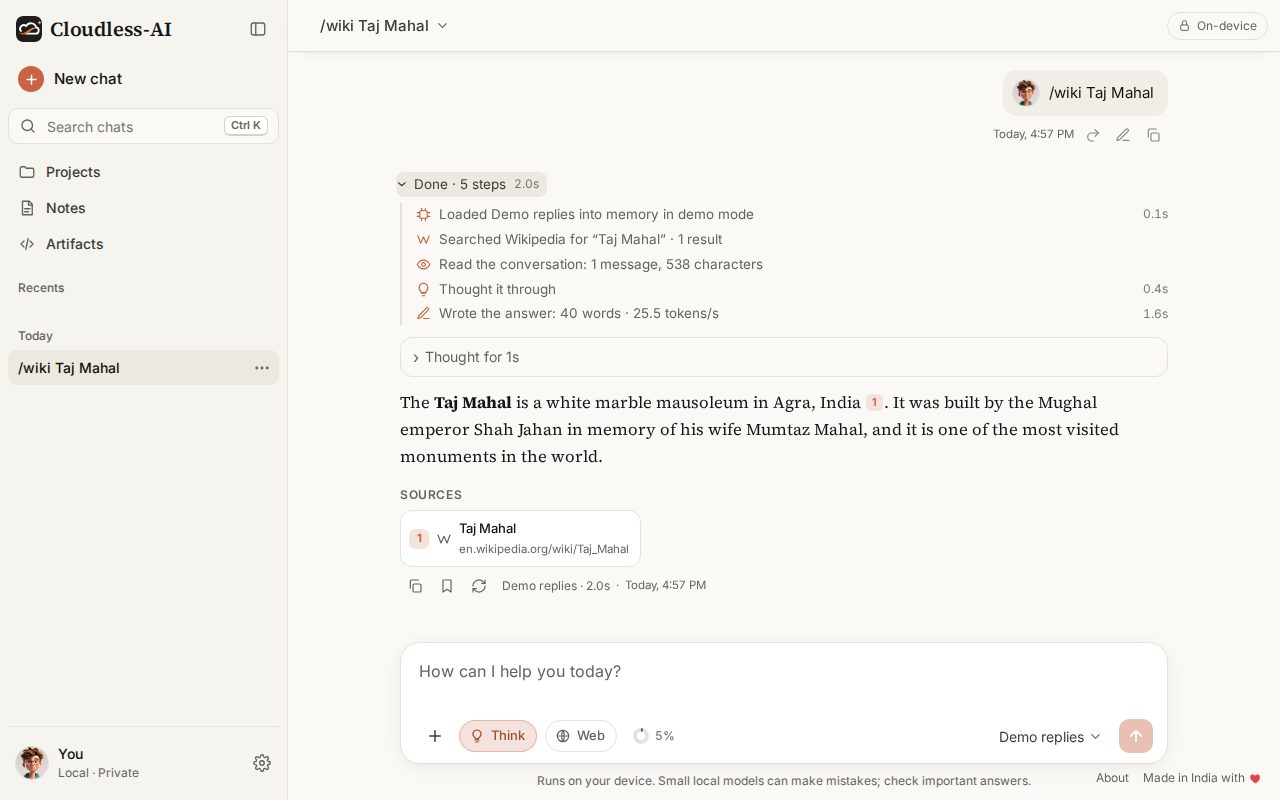 Cloudless-AI
New chat
Search chats Ctrl K
Projects
Notes
Artifacts
Recents
Today
/wiki Taj Mahal
You
Local · Private
/wiki Taj Mahal
On-device
/wiki Taj Mahal
Today, 4:57 PM
Done · 5 steps 2.0s
Loaded Demo replies into memory in demo mode 0.1s
Searched Wikipedia for “Taj Mahal” · 1 result
Read the conversation: 1 message, 538 characters
Thought it through 0.4s
Wrote the answer: 40 words · 25.5 tokens/s 1.6s
Thought for 1s
The Taj Mahal is a white marble mausoleum in Agra, India 1. It was built by the Mughal
emperor Shah Jahan in memory of his wife Mumtaz Mahal, and it is one of the most visited
monuments in the world.
SOURCES
1 W Taj Mahal
en.wikipedia.org/wiki/Taj_Mahal
Demo replies · 2.0s · Today, 4:57 PM
How can I help you today?
Think Web 5% Demo replies
Runs on your device. Small local models can make mistakes; check important answers.
About Made in India with